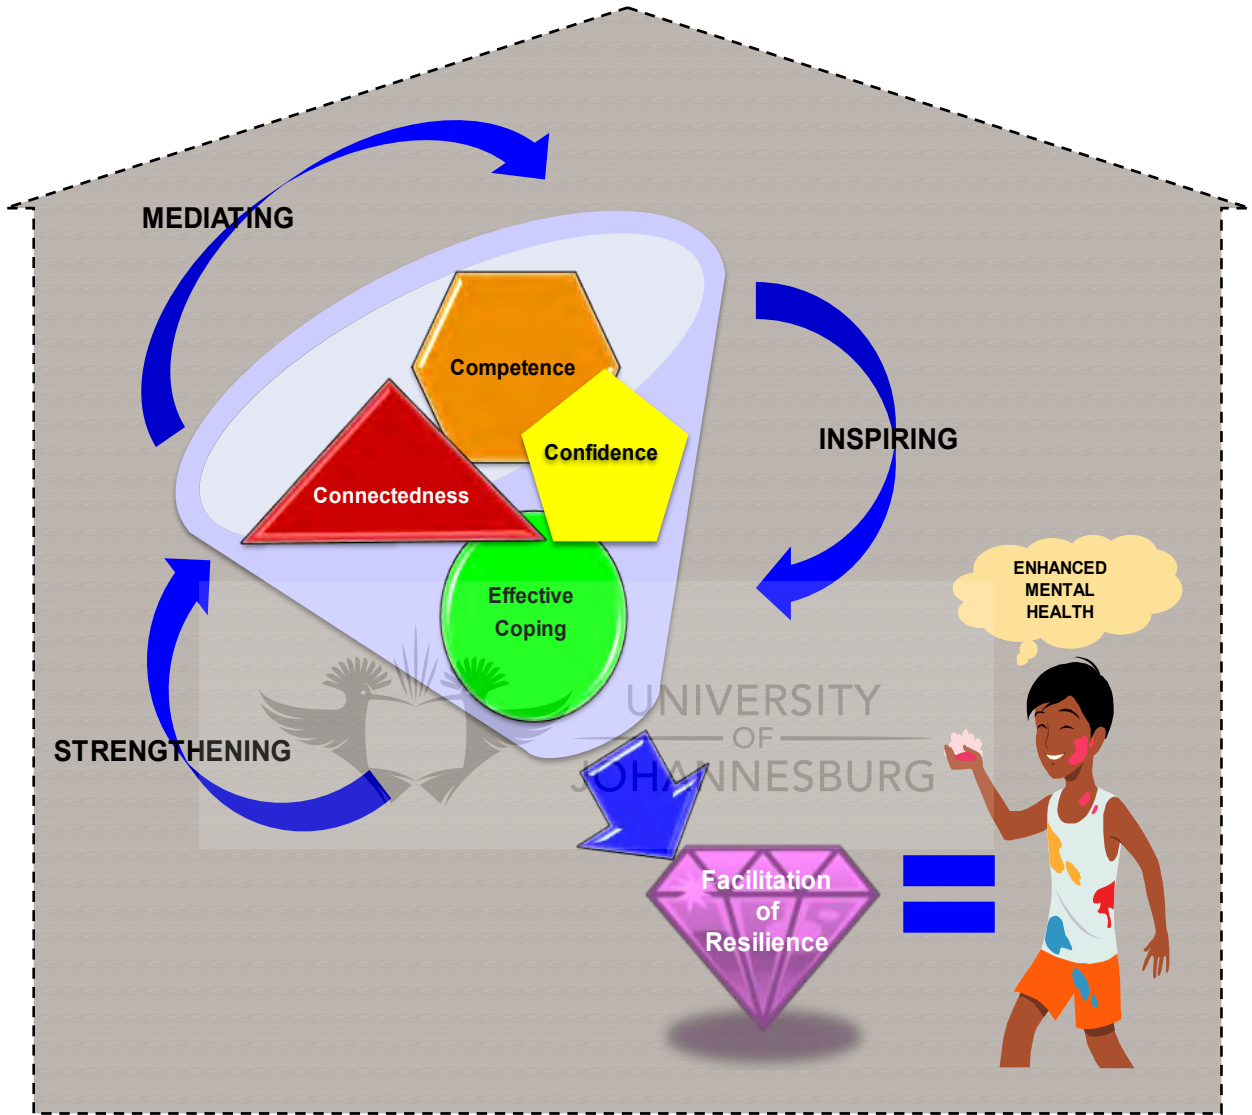 MEDIATING
Competence
Confidence
INSPIRING
Connectedness
Effective
Coping
ENHANCED
MENTAL
HEALTH
STRENGTHENING
UNIVERSITY
OF
JOHANNESBURG
Facilitation
of
Resilience